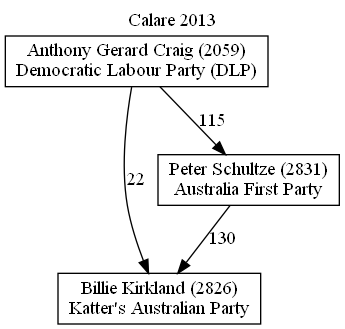 Calare 2013
Anthony Gerard Craig (2059)
Democratic Labour Party (DLP)
115
Peter Schultze (2831)
Australia First Party
22
130
Billie Kirkland (2826)
Katter's Australian Party